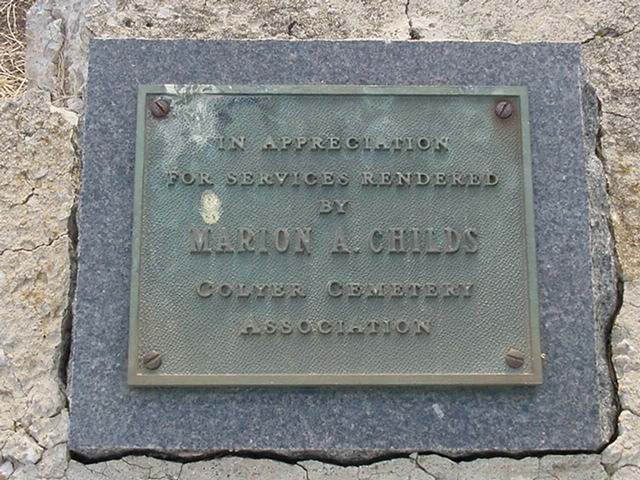 IN APPRECIATION
FOR SERVICES RENDERED
BY
MARION A. CHILDS
COLYER CEMETERY
ASSOCIATION